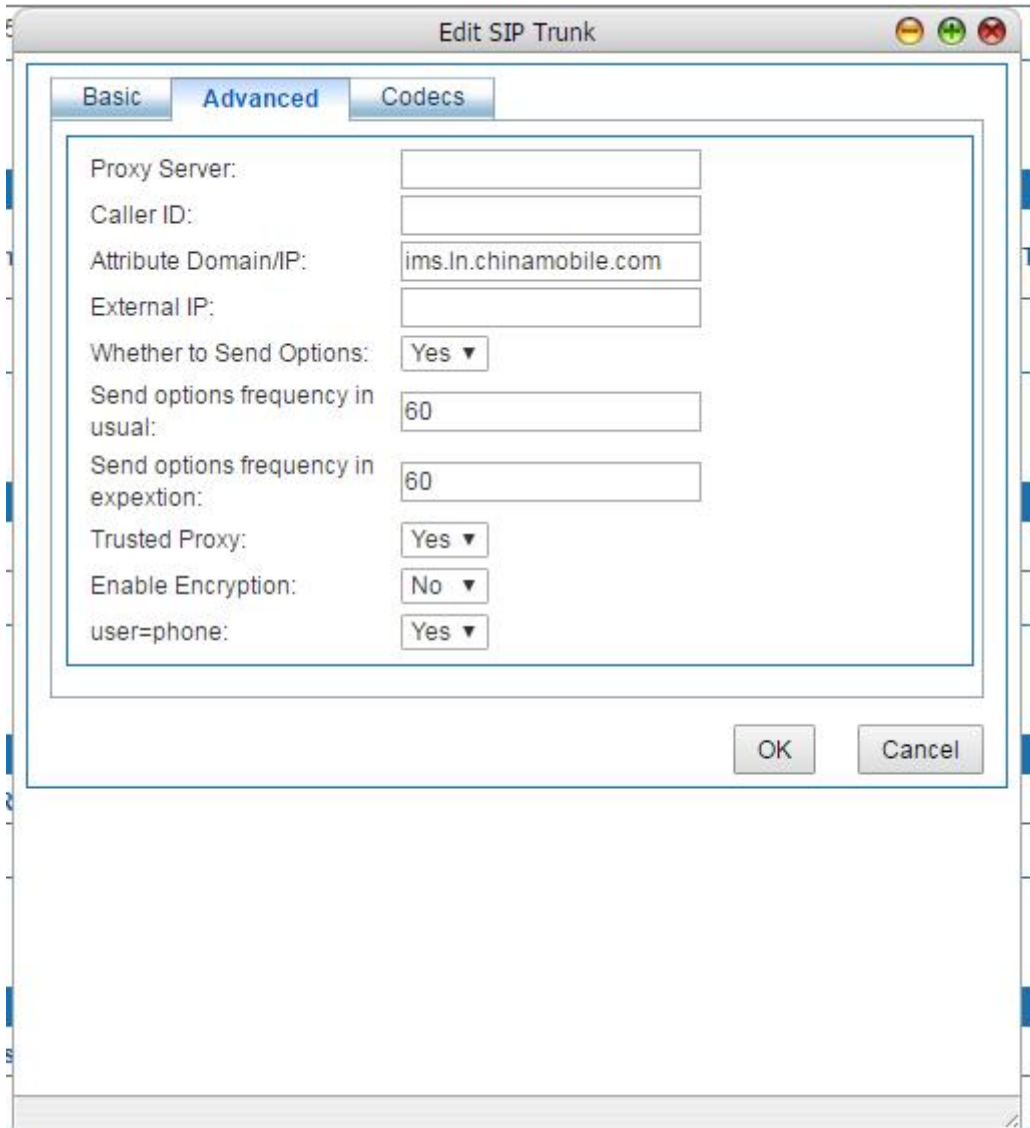 Edit SIP Trunk
Basic Advanced Codecs
Proxy Server:
Caller ID:
Attribute Domain/IP: ims.ln.chinamobile.com
External IP:
Whether to Send Options: Yes
Send options frequency in
usual: 60
Send options frequency in
expextion: 60
Trusted Proxy: Yes
Enable Encryption: No
user=phone: Yes
OK Cancel